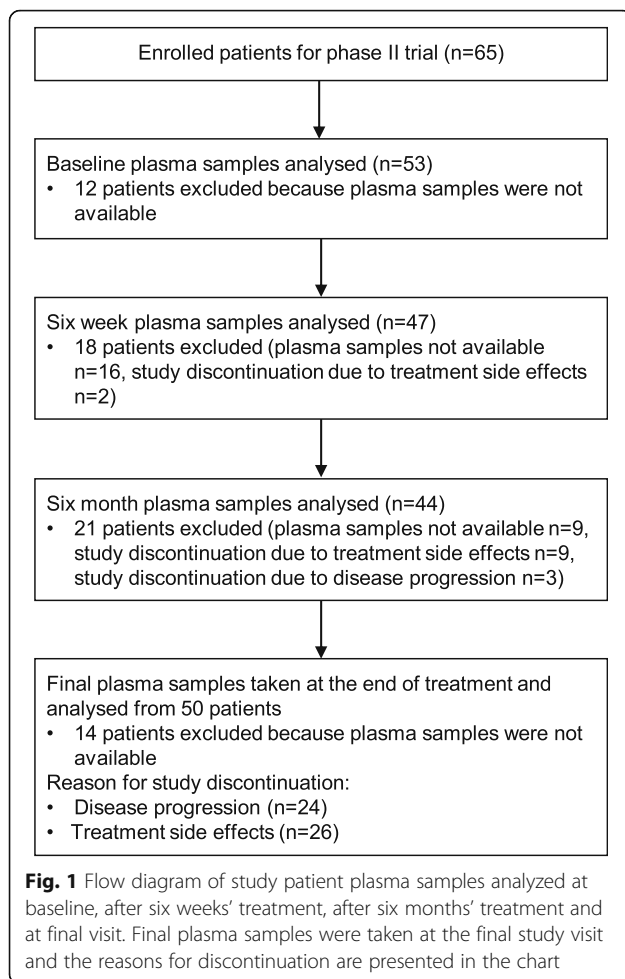 Enrolled patients for phase II trial (n=65)
Baseline plasma samples analysed (n=53)
• 12 patients excluded because plasma samples were not
available
Six week plasma samples analysed (n=47)
• 18 patients excluded (plasma samples not available
n=16, study discontinuation due to treatment side effects
n=2)
Six month plasma samples analysed (n=44)
• 21 patients excluded (plasma samples not available n=9,
study discontinuation due to treatment side effects n=9,
study discontinuation due to disease progression n=3)
Final plasma samples taken at the end of treatment and
analysed from 50 patients
• 14 patients excluded because plasma samples were not
available
Reason for study discontinuation:
• Disease progression (n=24)
• Treatment side effects (n=26)
Fig. 1 Flow diagram of study patient plasma samples analyzed at
baseline, after six weeks’ treatment, after six months’ treatment and
at final visit. Final plasma samples were taken at the final study visit
and the reasons for discontinuation are presented in the chart